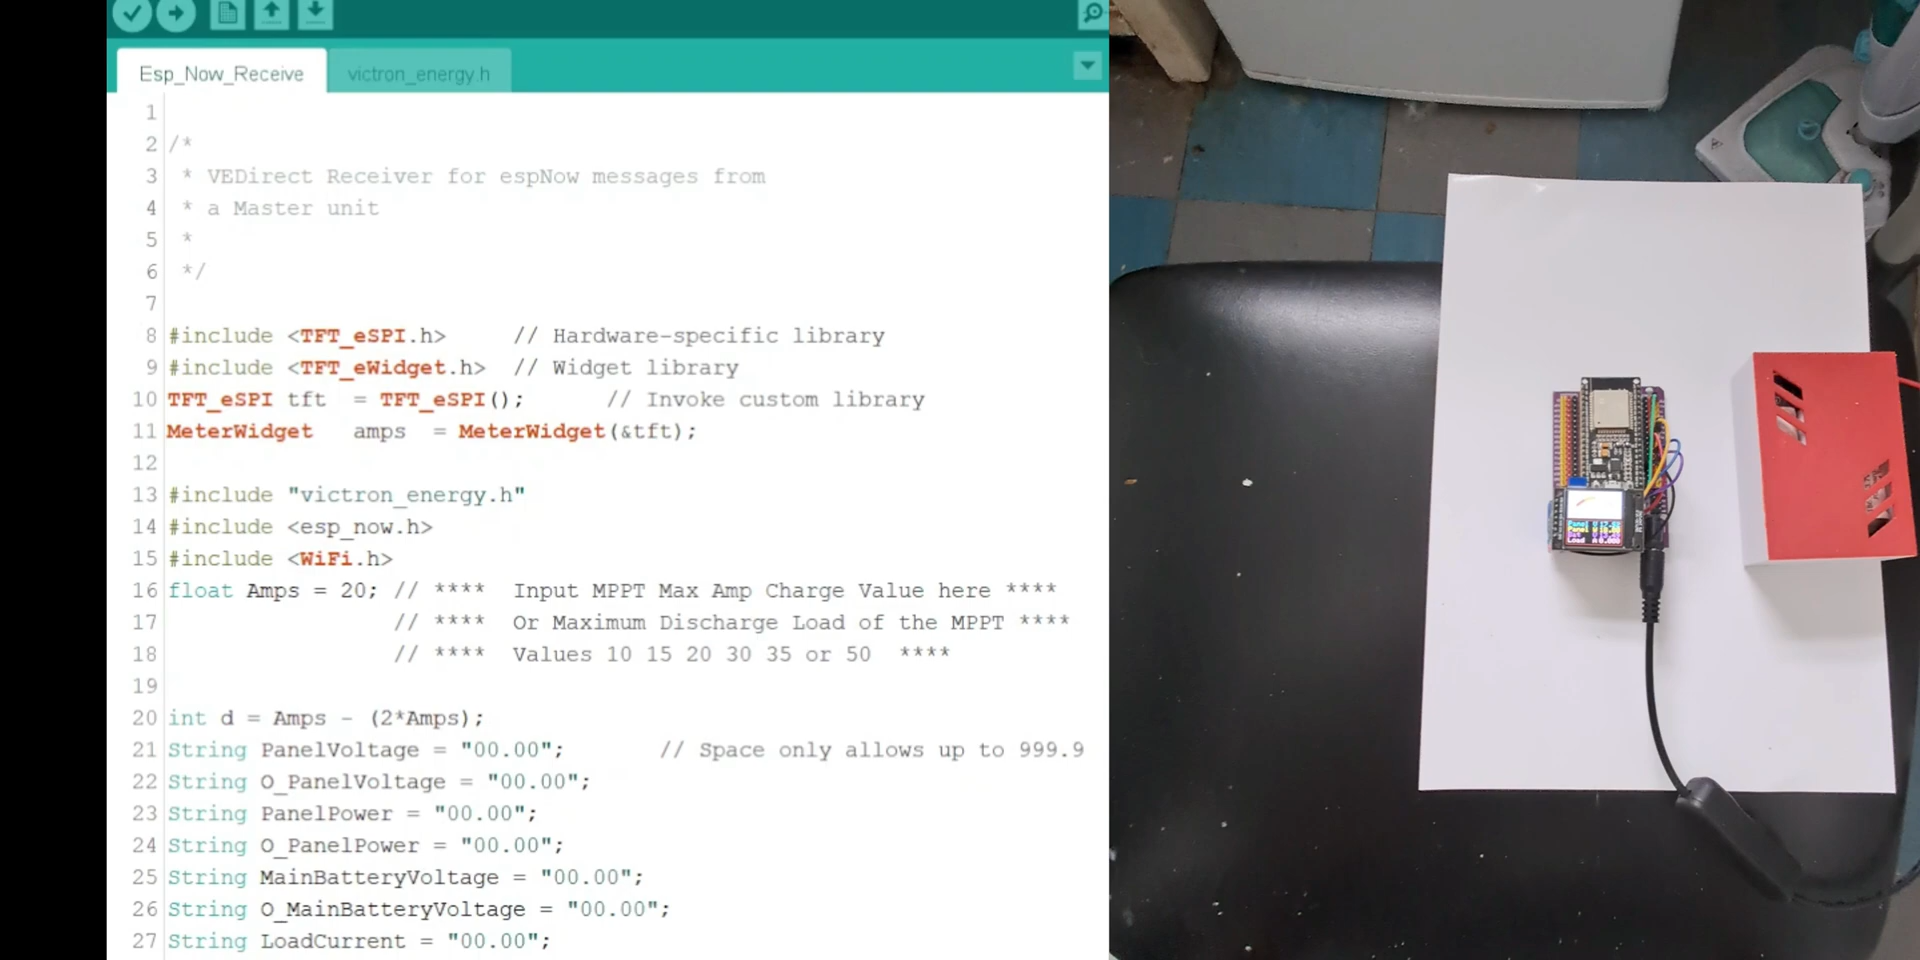 Esp_Now_Receive
victron_energy.h
1
2 /*
3 * VEDirect Receiver for espNow messages from
4 * a Master unit
5 *
6 */
7
8 #include <TFT_eSPI.h> // Hardware-specific library
9 #include <TFT_eWidget.h> // Widget library
10 TFT_eSPI tft = TFT_eSPI(); // Invoke custom library
11 MeterWidget amps = MeterWidget(&tft);
12
13 #include "victron_energy.h"
14 #include <esp_now.h>
15 #include <WiFi.h>
16 float Amps = 20; // **** Input MPPT Max Amp Charge Value here ****
17 // **** Or Maximum Discharge Load of the MPPT ****
18 // **** Values 10 15 20 30 35 or 50 ****
19
20 int d = Amps - (2*Amps);
21 String PanelVoltage = "00.00"; // Space only allows up to 999.9
22 String O_PanelVoltage = "00.00";
23 String PanelPower = "00.00";
24 String O_PanelPower = "00.00";
25 String MainBatteryVoltage = "00.00";
26 String O_MainBatteryVoltage = "00.00";
27 String LoadCurrent = "00.00";
Panel V
Panel W
Load A